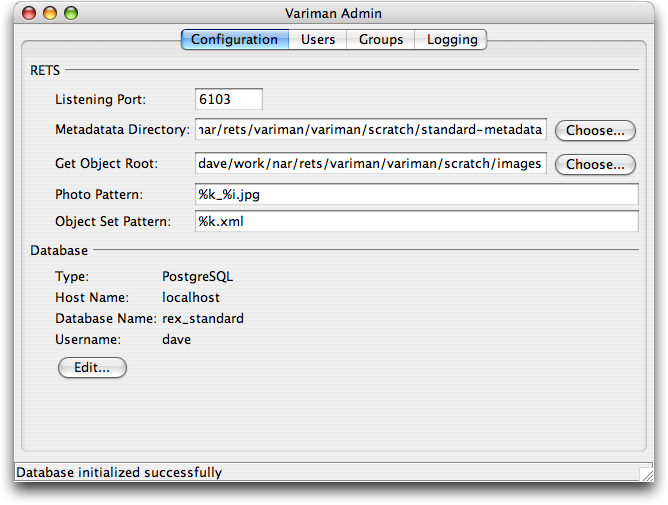 Variman Admin
Configuration Users Groups Logging
RETS
Listening Port: 6103
Metadatata Directory: nar/rets/variman/variman/scratch/standard-metadata Choose...
Get Object Root: dave/work/nar/rets/variman/variman/scratch/images Choose...
Photo Pattern: %k_%i.jpg
Object Set Pattern: %k.xml
Database
Type: PostgreSQL
Host Name: localhost
Database Name: rex_standard
Username: dave
Edit...
Database initialized successfully